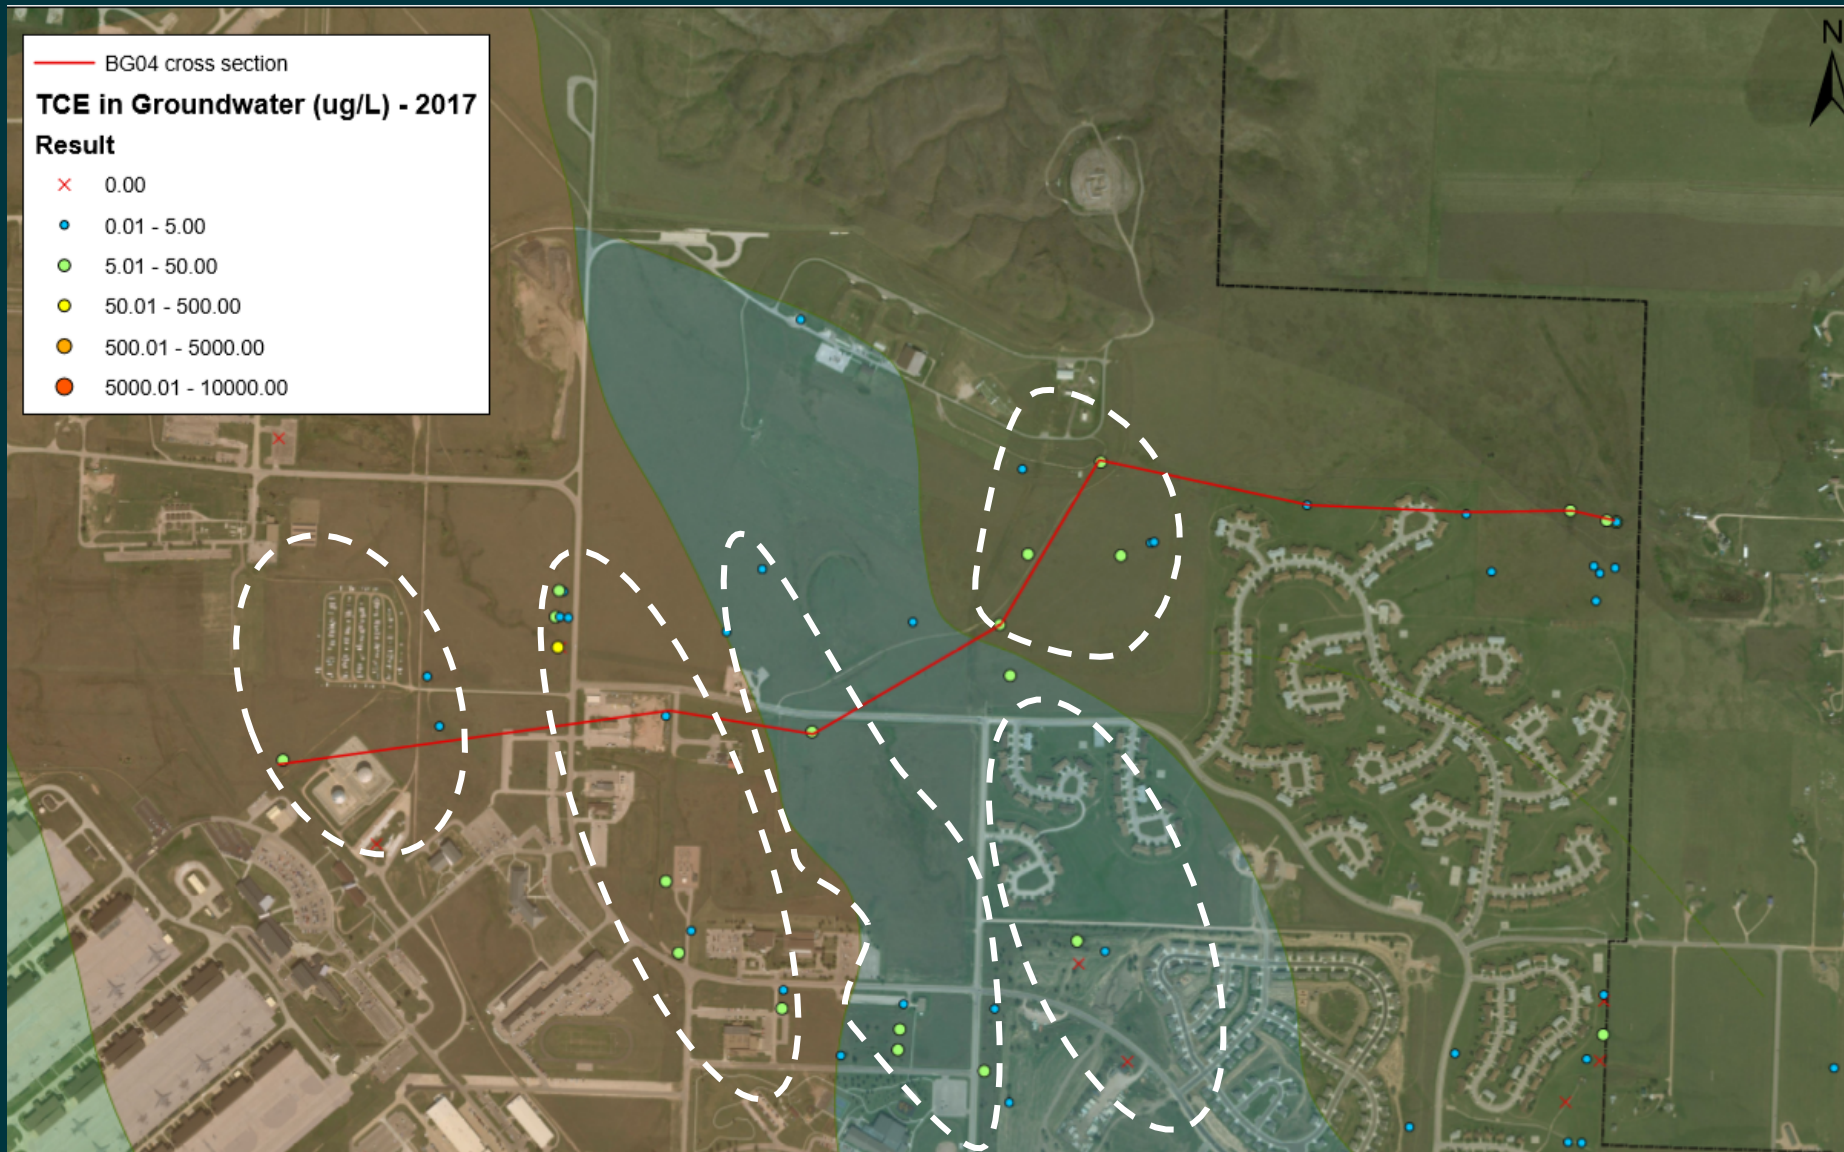 BG04 cross section
TCE in Groundwater (ug/L) - 2017
Result
0.00
0.01 - 5.00
5.01 - 50.00
50.01 - 500.00
500.01 - 5000.00
5000.01 - 10000.00
N